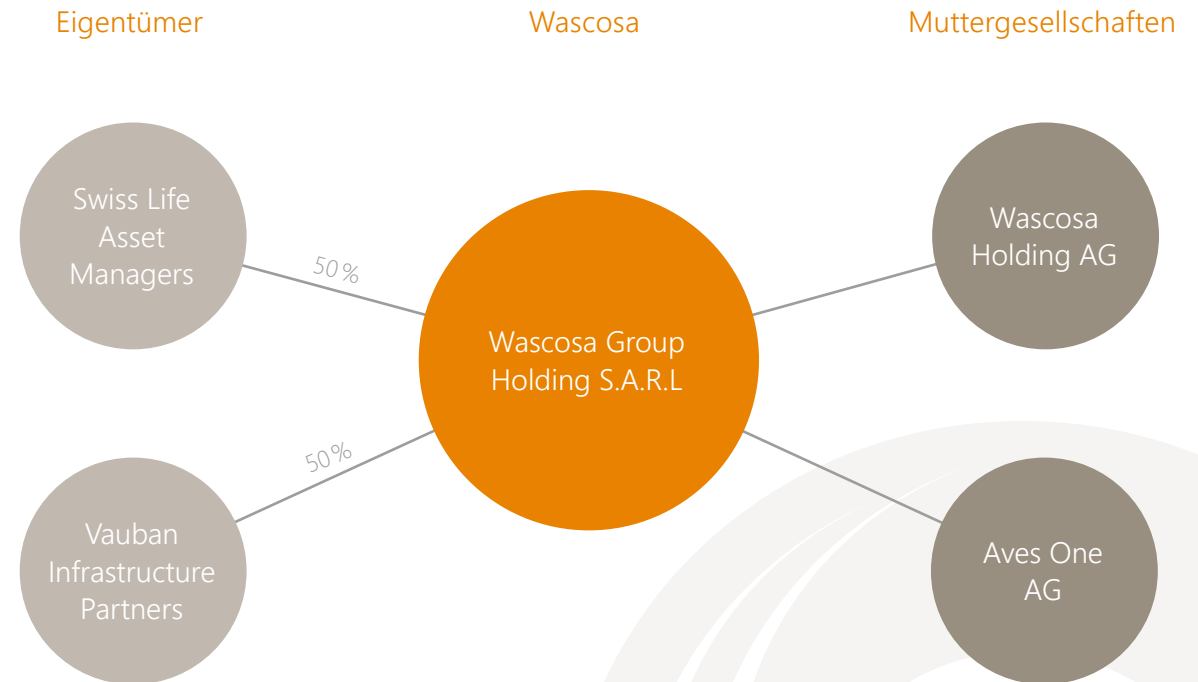 Eigentümer
Wascosa
Muttergesellschaften
Swiss Life
Asset
Managers
50 %
Wascosa Group
Holding S.A.R.L
Wascosa
Holding AG
Vauban
Infrastructure
Partners
50 %
Aves One
AG